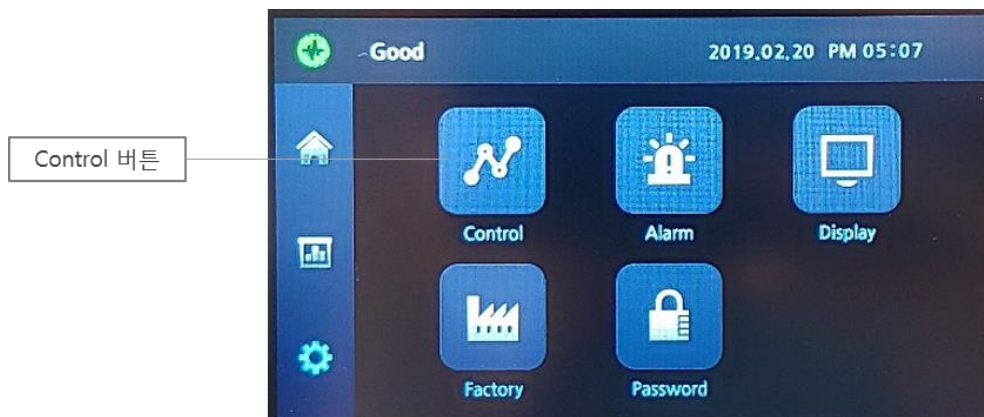 Good 2019.02.20 PM 05:07
Control 버튼
Control Alarm Display
Factory Password